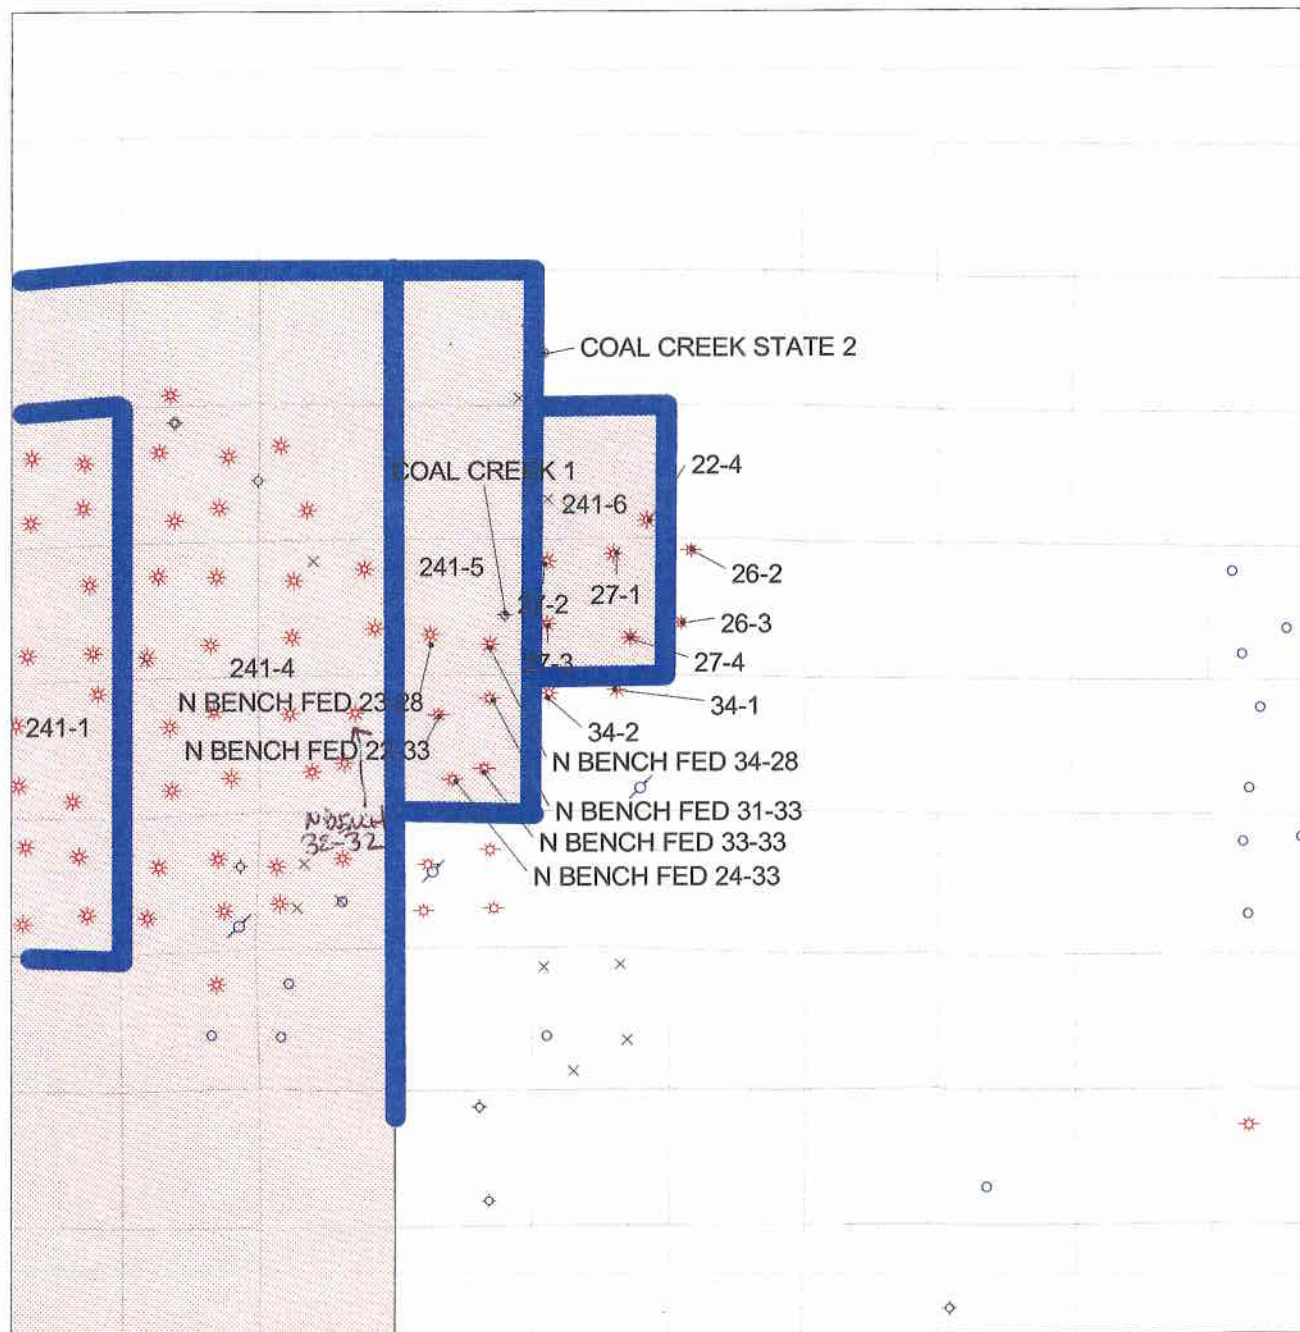 COAL CREEK STATE 2
COAL CREEK 1
22-4
241-6
241-5
26-2
27-2
27-1
26-3
241-4
27-3
27-4
N BENCH FED 23-28
34-1
241-1
34-2
N BENCH FED 22-33
N BENCH FED 34-28
N BENCH FED 31-33
N BENCH
32-32
N BENCH FED 33-33
N BENCH FED 24-33